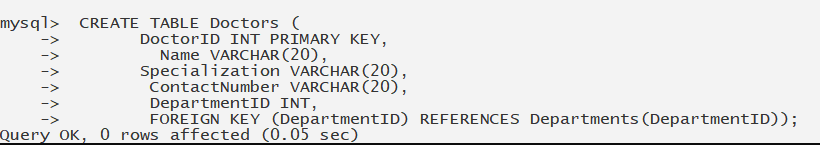 mysql>  CREATE TABLE Doctors (
    ->        DoctorID INT PRIMARY KEY,
    ->          Name VARCHAR(20),
    ->        Specialization VARCHAR(20),
    ->         ContactNumber VARCHAR(20),
    ->         DepartmentID INT,
    ->         FOREIGN KEY (DepartmentID) REFERENCES Departments(DepartmentID));
Query OK, 0 rows affected (0.05 sec)